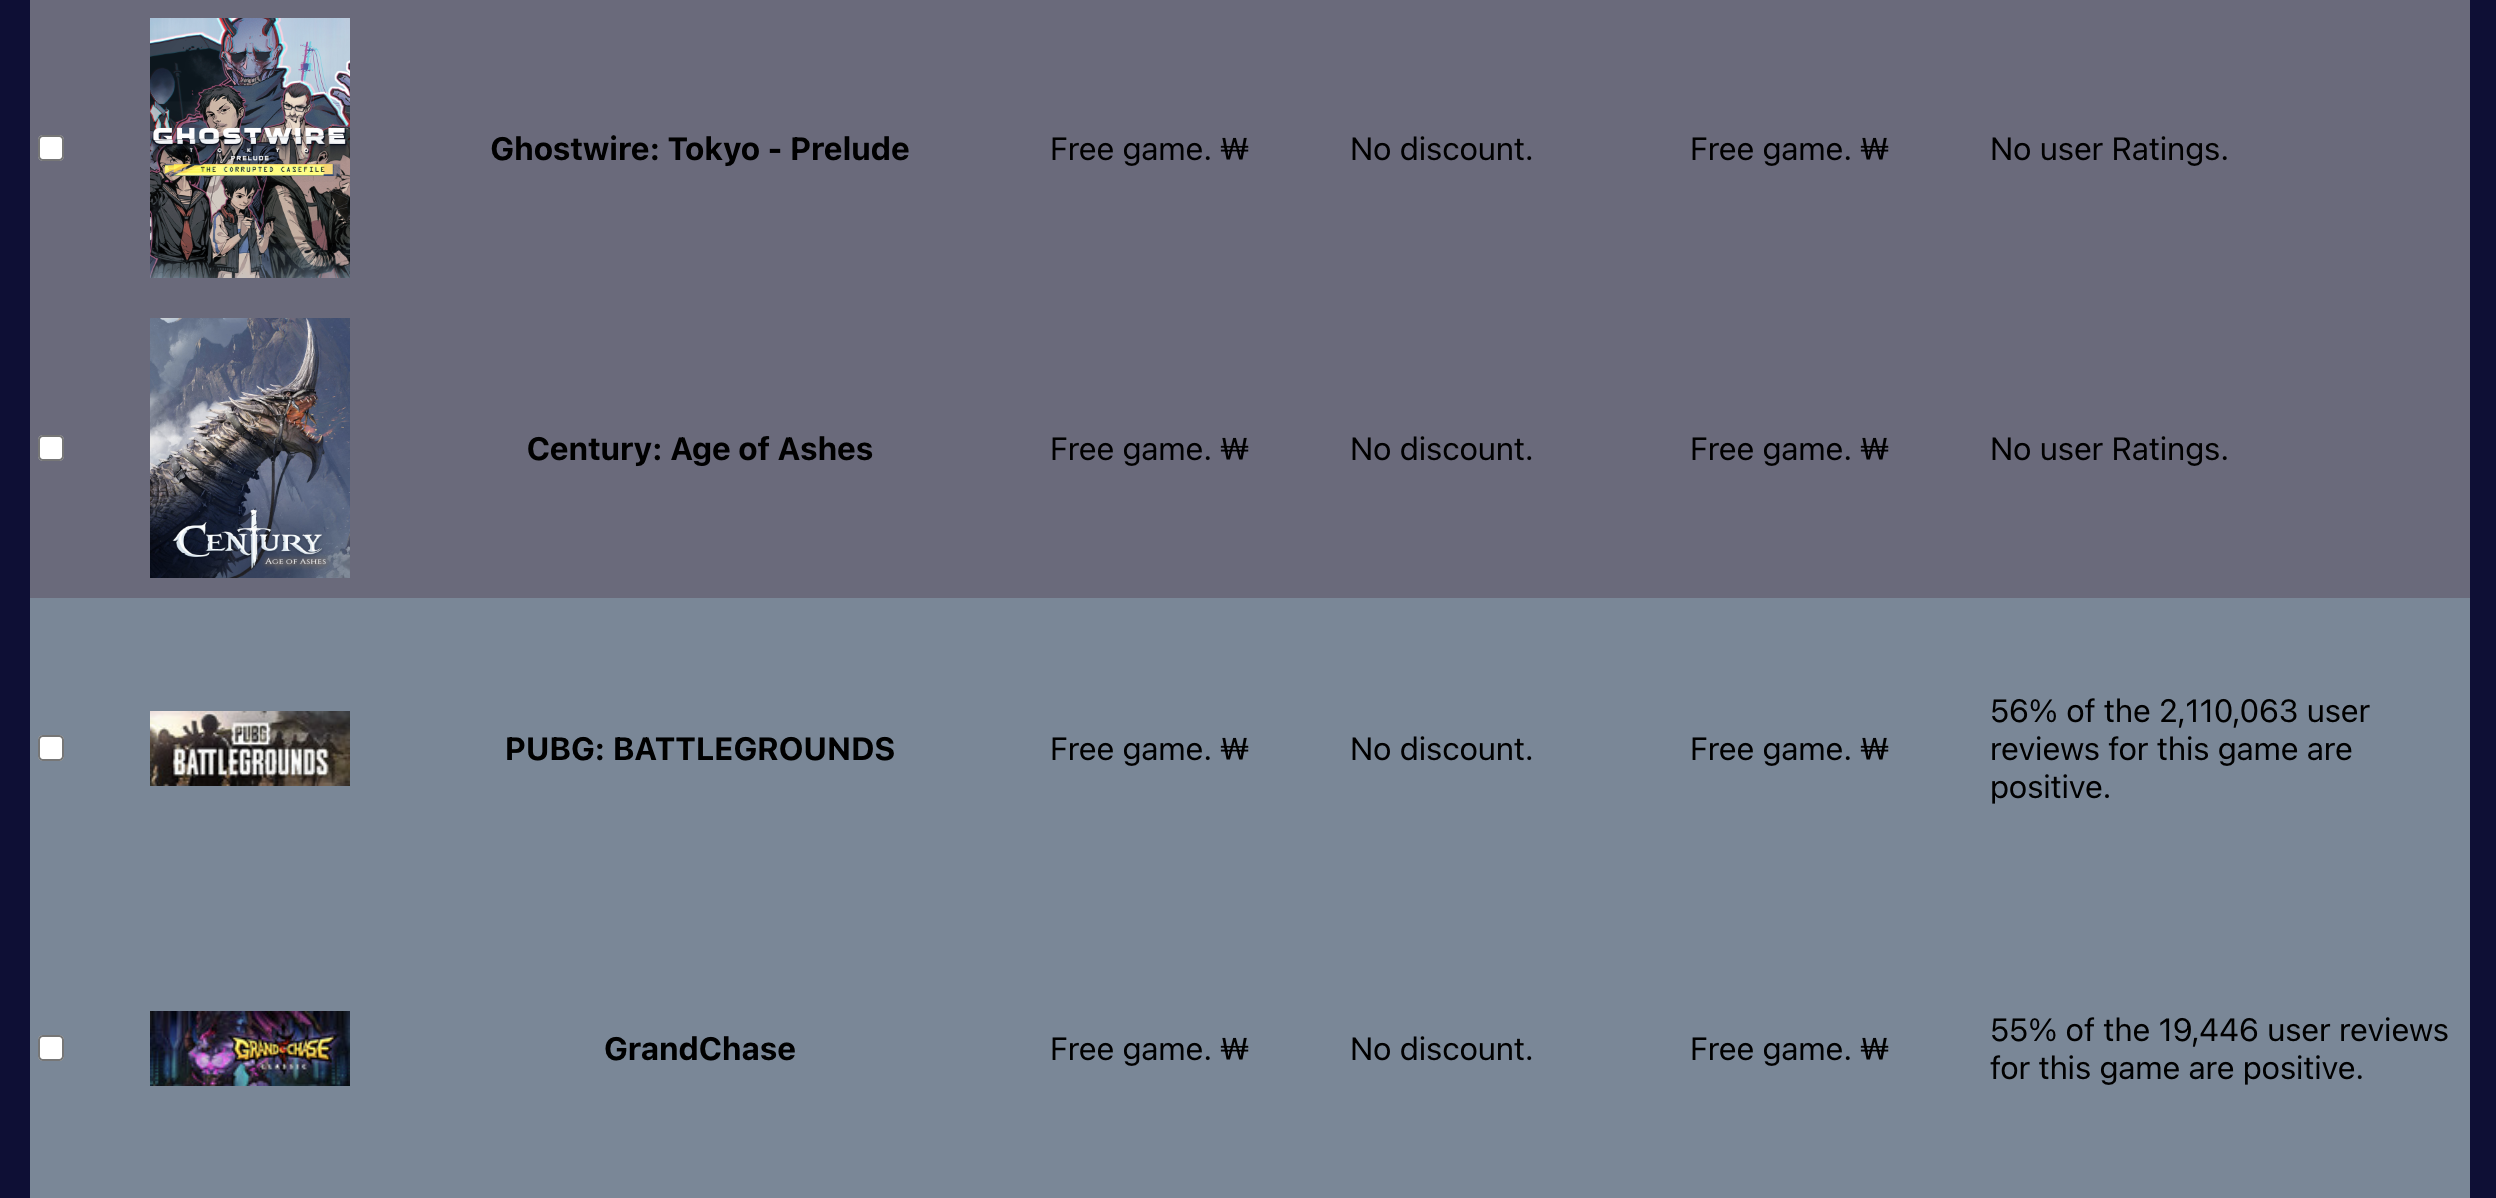 GHOSTWIRE
TOKYO
PRELUDE
THE CORRUPTED CASEFILE
Ghostwire: Tokyo - Prelude
Free game. ₩
No discount.
Free game. ₩
No user Ratings.
CENTURY
AGE OF ASHES
Century: Age of Ashes
Free game. ₩
No discount.
Free game. ₩
No user Ratings.
PUBG
BATTLEGROUNDS
PUBG: BATTLEGROUNDS
Free game. ₩
No discount.
Free game. ₩
56% of the 2,110,063 user
reviews for this game are
positive.
GRANDCHASE
CLASSIC
GrandChase
Free game. ₩
No discount.
Free game. ₩
55% of the 19,446 user reviews
for this game are positive.